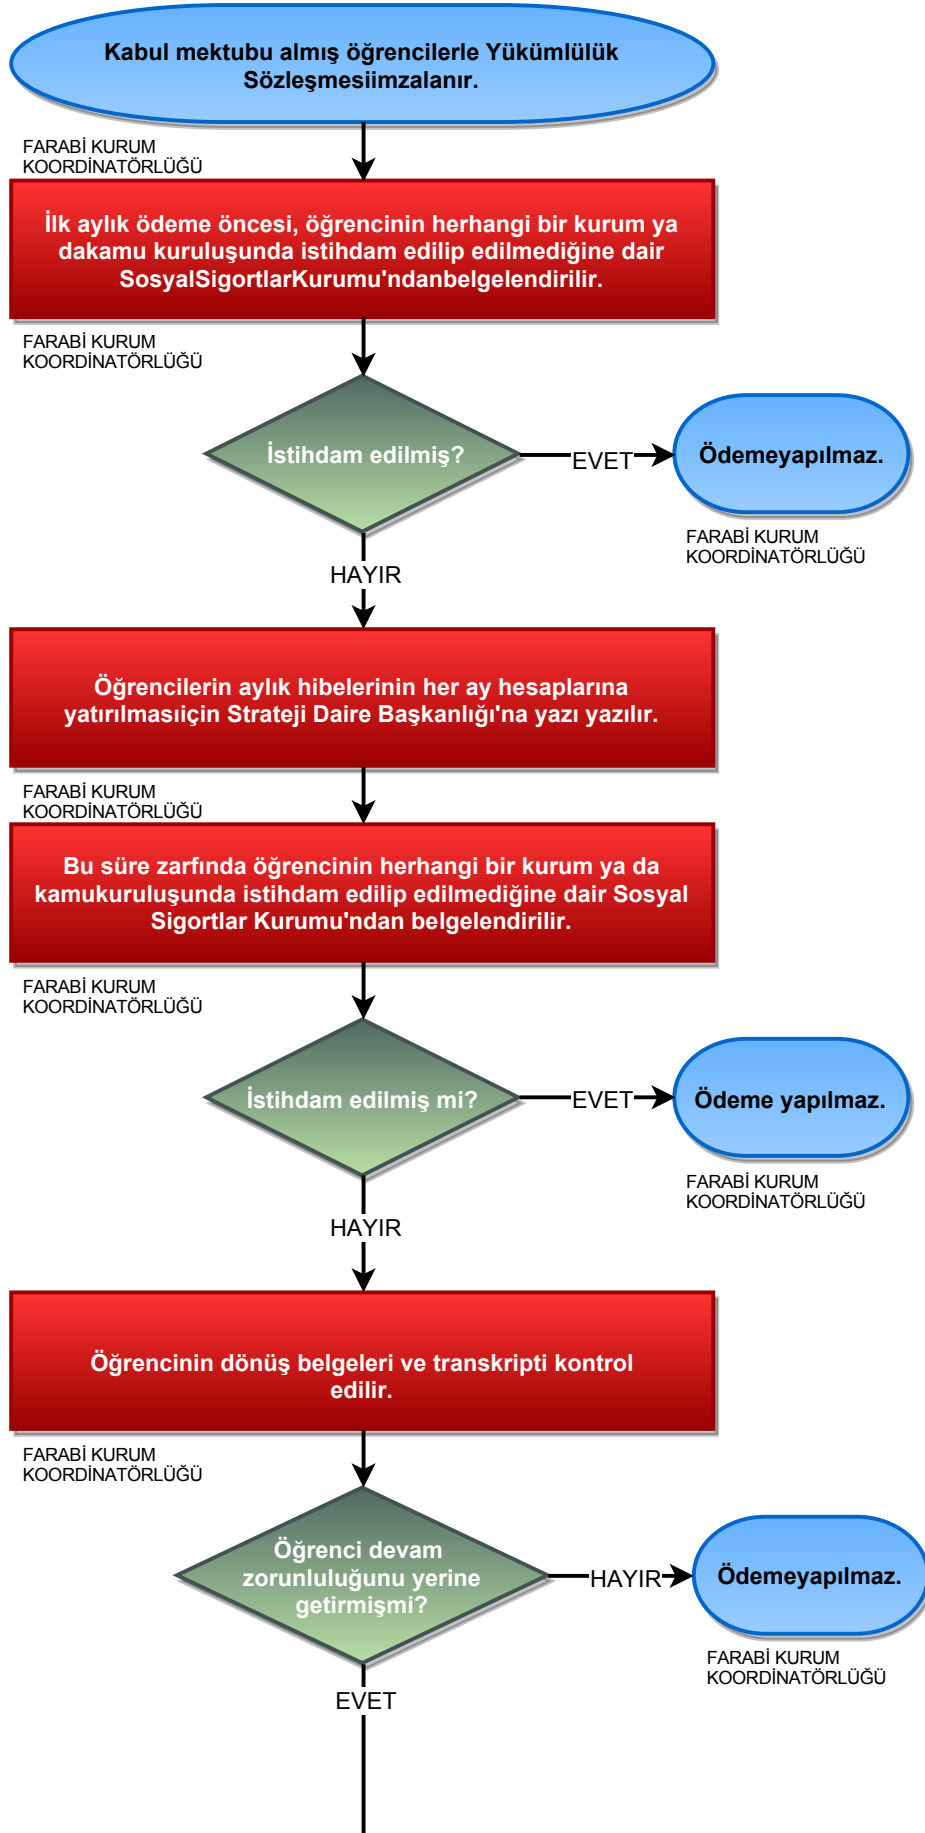 Kabul mektubu almış öğrencilerle Yükümlülük
Sözleşmesiimzalanır.
FARABİ KURUM
KOORDİNATÖRLÜĞÜ
İlk aylık ödeme öncesi, öğrencinin herhangi bir kurum ya
dakamu kuruluşunda istihdam edilip edilmediğine dair
SosyalSigortlarKurumu'ndanbelgelendirilir.
FARABİ KURUM
KOORDİNATÖRLÜĞÜ
İstihdam edilmiş?
EVET
Ödemeyapılmaz.
FARABİ KURUM
KOORDİNATÖRLÜĞÜ
HAYIR
Öğrencilerin aylık hibelerinin her ay hesaplarına
yatırılmasıiçin Strateji Daire Başkanlığı'na yazı yazılır.
FARABİ KURUM
KOORDİNATÖRLÜĞÜ
Bu süre zarfında öğrencinin herhangi bir kurum ya da
kamukuruluşunda istihdam edilip edilmediğine dair Sosyal
Sigortlar Kurumu'ndan belgelendirilir.
FARABİ KURUM
KOORDİNATÖRLÜĞÜ
İstihdam edilmiş mi?
EVET
Ödeme yapılmaz.
FARABİ KURUM
KOORDİNATÖRLÜĞÜ
HAYIR
Öğrencinin dönüş belgeleri ve transkripti kontrol
edilir.
FARABİ KURUM
KOORDİNATÖRLÜĞÜ
Öğrenci devam
zorunluluğunu yerine
getirmişmi?
HAYIR
Ödemeyapılmaz.
FARABİ KURUM
KOORDİNATÖRLÜĞÜ
EVET